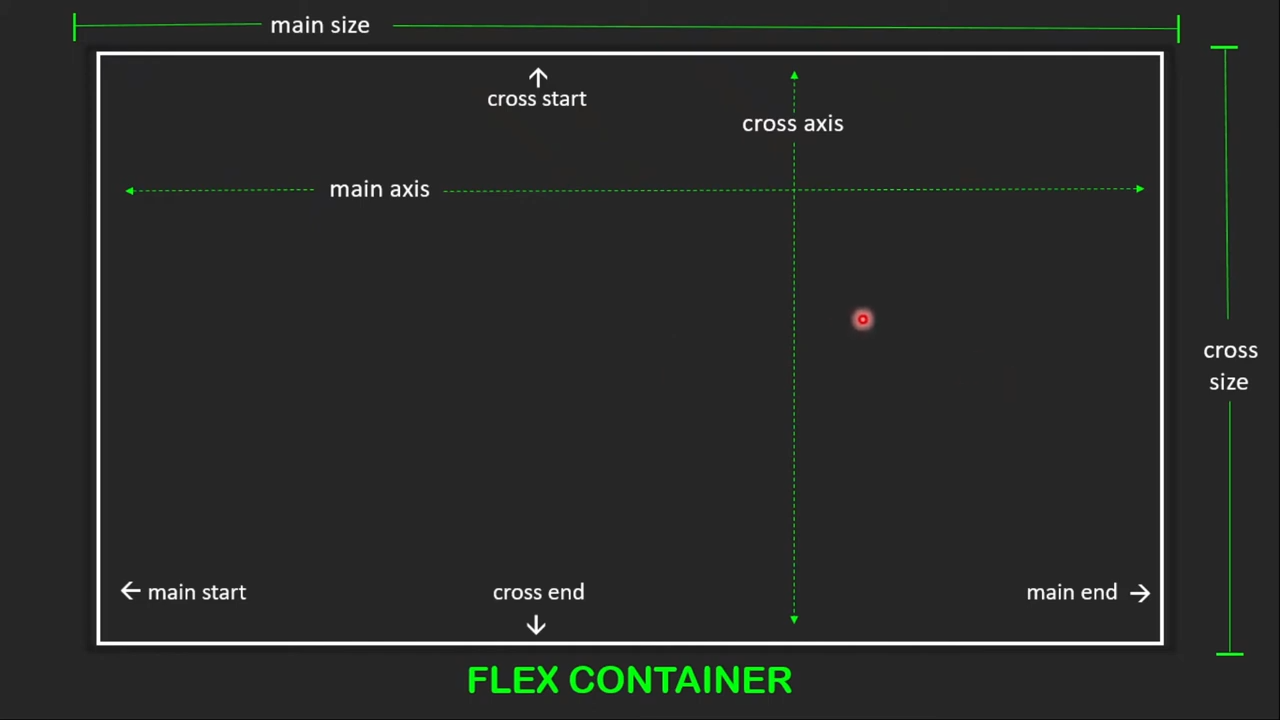 main size
cross start
cross axis
main axis
cross
size
main start
cross end
main end
FLEX CONTAINER